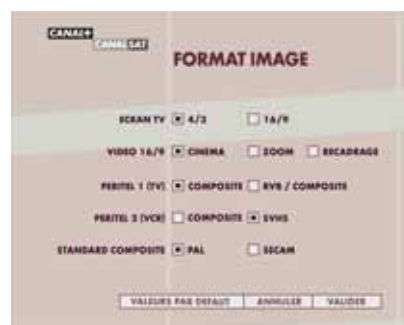 CANAL+
CANALSAT
FORMAT IMAGE
ECRAN TV 4/3 16/9
VIDEO 16/9 CINEMA ZOOM RECADRAGE
PERITEL 1 (TV) COMPOSITE RVB / COMPOSITE
PERITEL 2 (VCR) COMPOSITE SVHS
STANDARD COMPOSITE PAL SECAM
VALEURS PAR DEFAUT ANNULER VALIDER